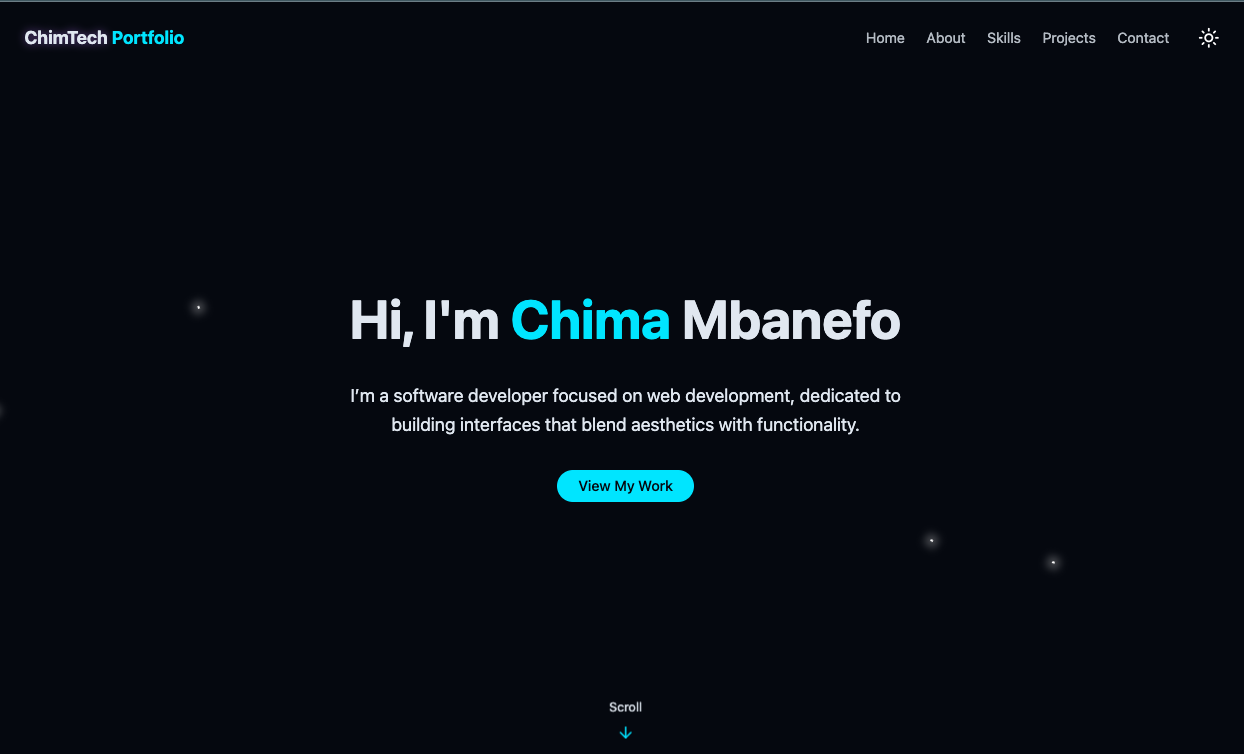 ChimTech Portfolio
Home About Skills Projects Contact
Hi, I'm Chima Mbanefo
I’m a software developer focused on web development, dedicated to
building interfaces that blend aesthetics with functionality.
View My Work
Scroll